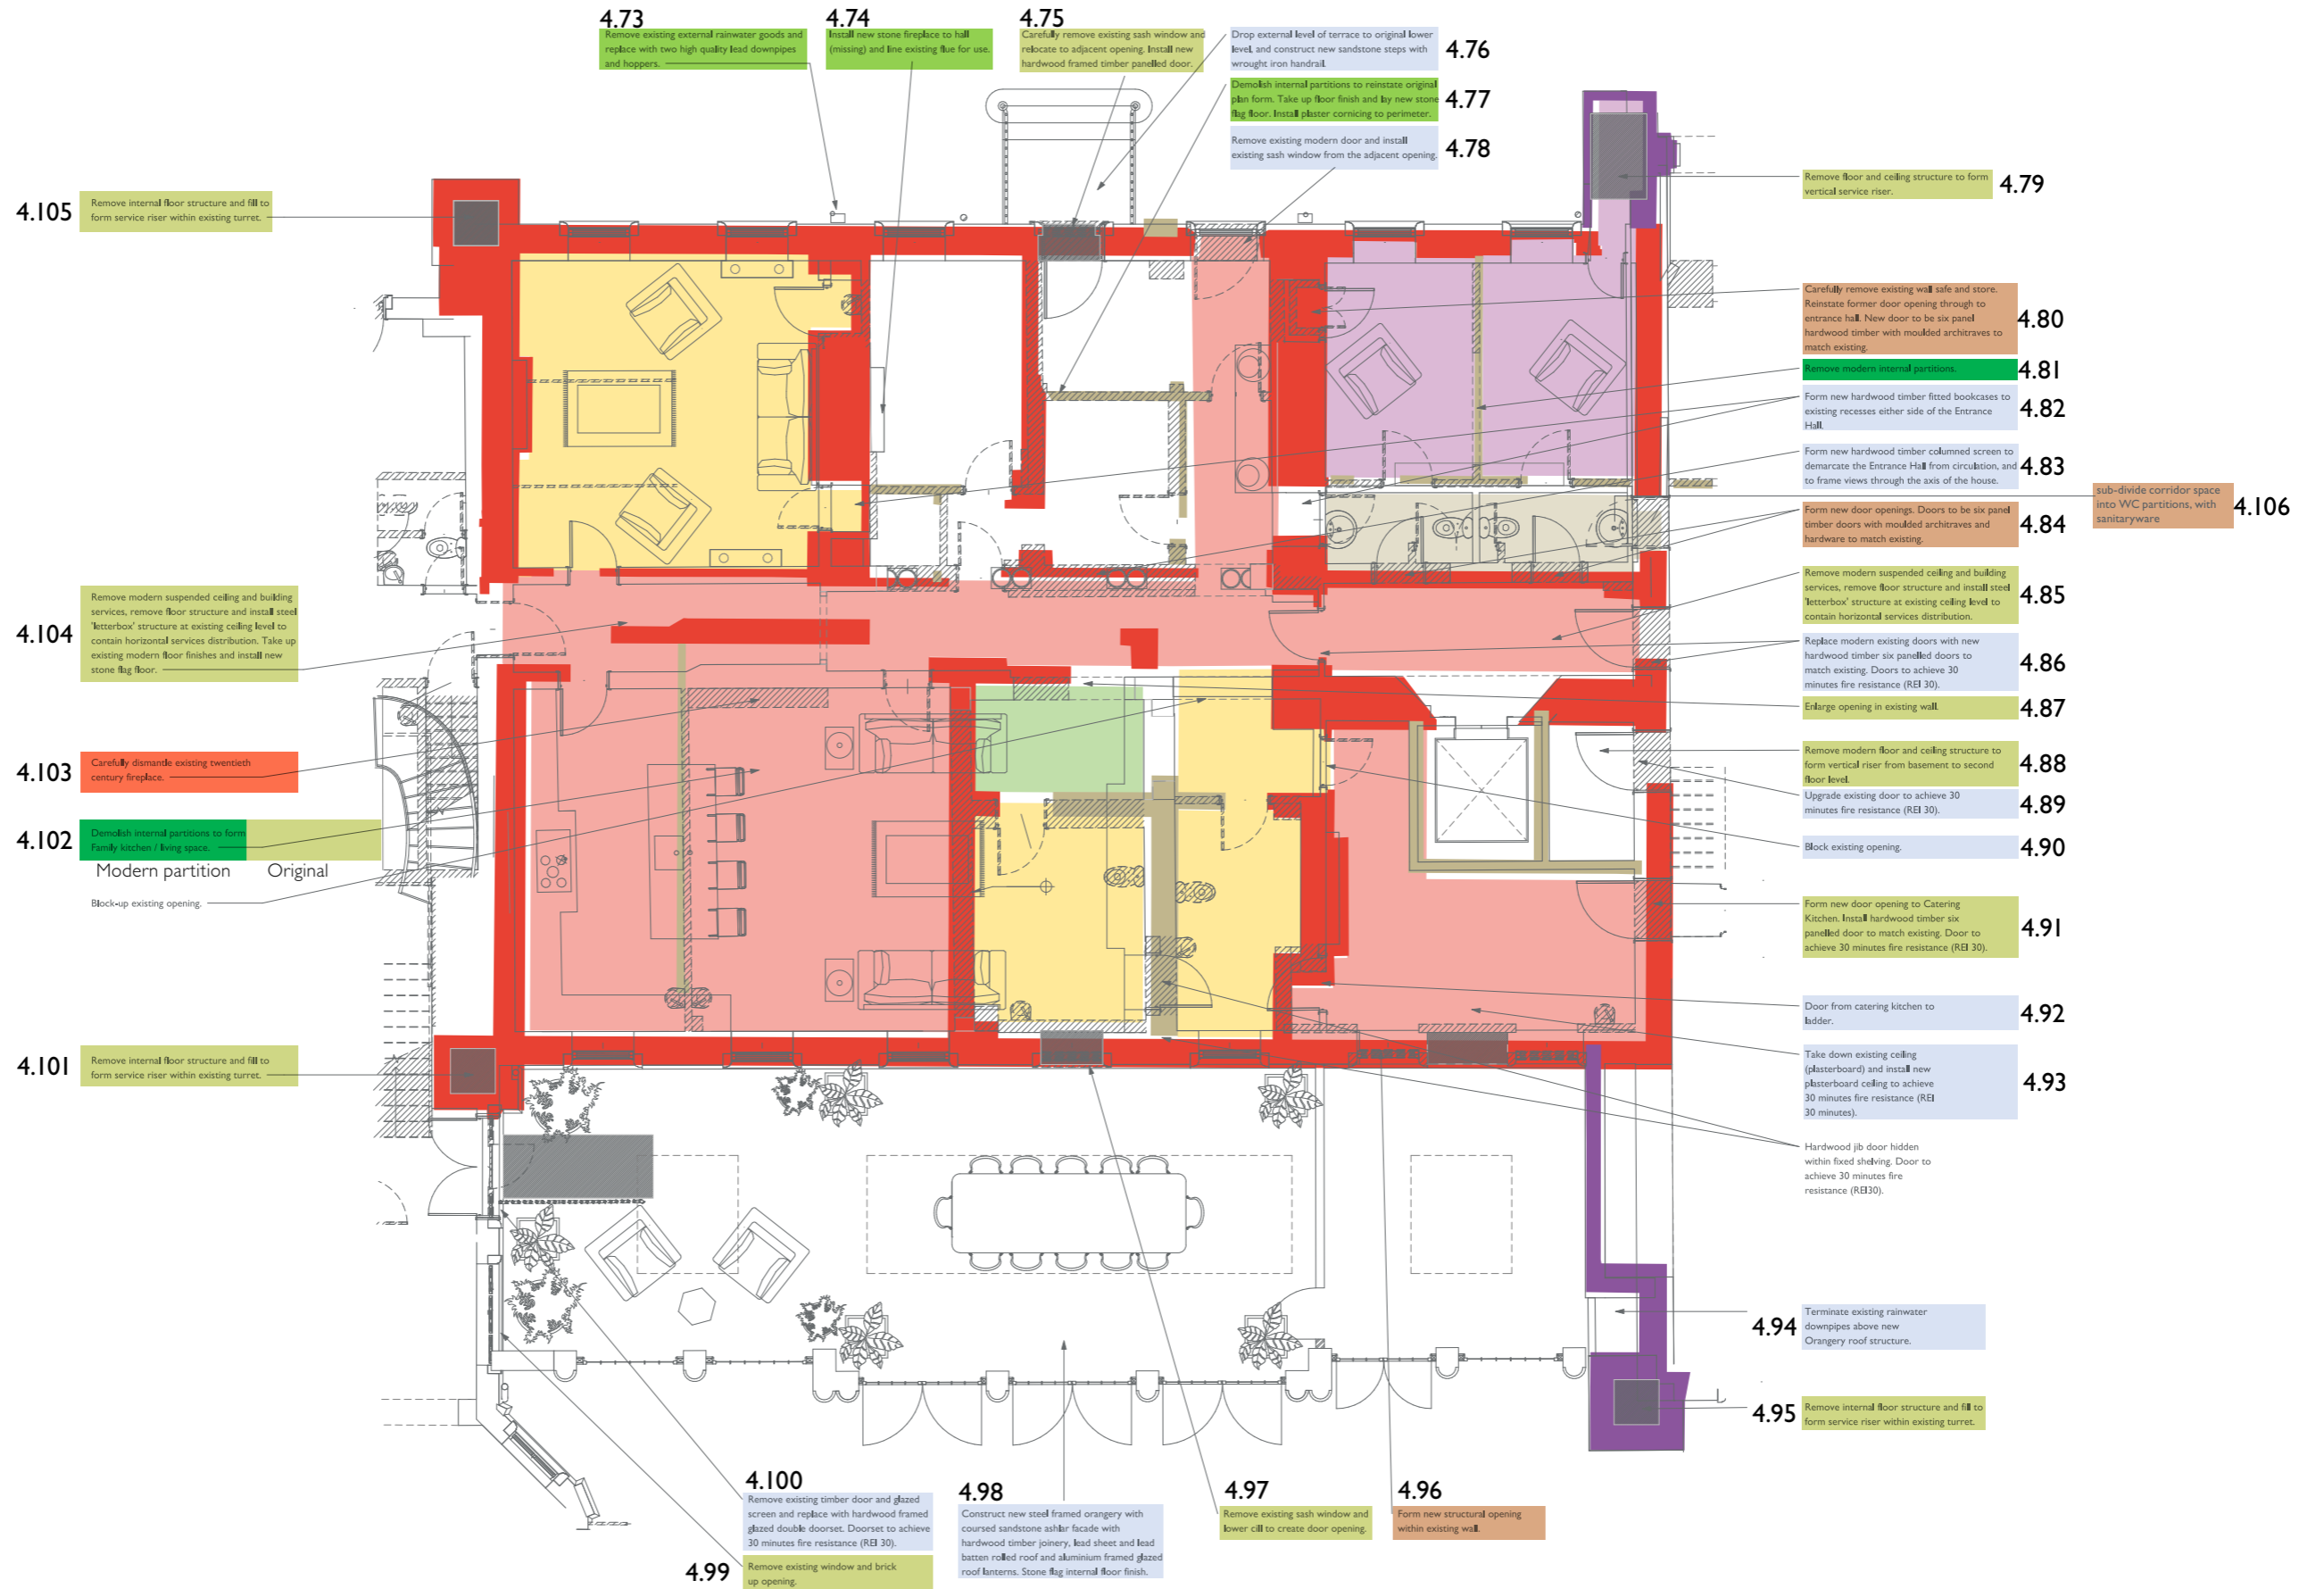 4.73
Remove existing external rainwater goods and
replace with two high quality lead downpipes
and hoppers.
4.74
Install new stone fireplace to hall
(missing) and line existing flue for use.
4.75
Carefully remove existing sash window and
relocate to adjacent opening. Install new
hardwood framed timber panelled door.
Drop external level of terrace to original lower
level, and construct new sandstone steps with
wrought iron handrail.
4.76
Demolish internal partitions to reinstate original
plan form. Take up floor finish and lay new stone
flag floor. Install plaster cornicing to perimeter.
4.77
Remove existing modern door and install
existing sash window from the adjacent opening.
4.78
Remove floor and ceiling structure to form
vertical service riser.
4.79
4.105
Remove internal floor structure and fill to
form service riser within existing turret.
Carefully remove existing wall safe and store.
Reinstate former door opening through to
entrance hall. New door to be six panel
hardwood timber with moulded architraves to
match existing.
4.80
Remove modern internal partitions.
4.81
Form new hardwood timber fitted bookcases to
existing recesses either side of the Entrance
Hall.
4.82
Form new hardwood timber columned screen to
demarcate the Entrance Hall from circulation, and
to frame views through the axis of the house.
4.83
sub-divide corridor space
into WC partitions, with
sanitaryware
4.106
Form new door openings. Doors to be six panel
timber doors with moulded architraves and
hardware to match existing.
4.84
Remove modern suspended ceiling and building
services, remove floor structure and install steel
'letterbox' structure at existing ceiling level to
contain horizontal services distribution.
4.85
4.104
Remove modern suspended ceiling and building
services, remove floor structure and install steel
'letterbox' structure at existing ceiling level to
contain horizontal services distribution. Take up
existing modern floor finishes and install new
stone flag floor.
Replace modern existing doors with new
hardwood timber six panelled doors to
match existing. Doors to achieve 30
minutes fire resistance (REI 30).
4.86
Enlarge opening in existing wall.
4.87
Remove modern floor and ceiling structure to
form vertical riser from basement to second
floor level.
4.88
4.103
Carefully dismantle existing twentieth
century fireplace.
Upgrade existing door to achieve 30
minutes fire resistance (REI 30).
4.89
4.102
Demolish internal partitions to form
Family kitchen / living space.
Modern partition Original
Block existing opening.
4.90
Block-up existing opening.
Form new door opening to Catering
Kitchen. Install hardwood timber six
panelled door to match existing. Door to
achieve 30 minutes fire resistance (REI 30).
4.91
Door from catering kitchen to
ladder.
4.92
4.101
Remove internal floor structure and fill to
form service riser within existing turret.
Take down existing ceiling
(plasterboard) and install new
plasterboard ceiling to achieve
30 minutes fire resistance (REI
30 minutes).
4.93
Hardwood jib door hidden
within fixed shelving. Door to
achieve 30 minutes fire
resistance (REI30).
4.94
Terminate existing rainwater
downpipes above new
Orangery roof structure.
4.95
Remove internal floor structure and fill to
form service riser within existing turret.
4.100
Remove existing timber door and glazed
screen and replace with hardwood framed
glazed double doorset. Doorset to achieve
30 minutes fire resistance (REI 30).
4.99
Remove existing window and brick
up opening.
4.98
Construct new steel framed orangery with
coursed sandstone ashlar facade with
hardwood timber joinery, lead sheet and lead
batten rolled roof and aluminium framed glazed
roof lanterns. Stone flag internal floor finish.
4.97
Remove existing sash window and
lower cill to create door opening.
4.96
Form new structural opening
within existing wall.